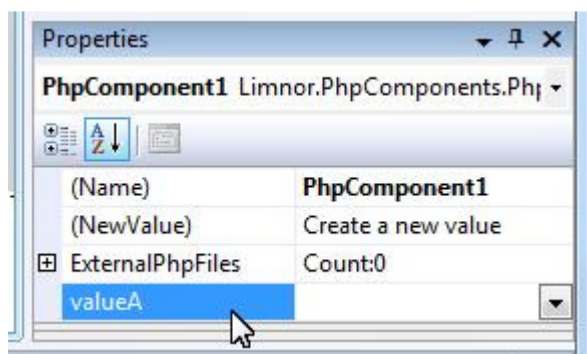 Properties
PhpComponent1 Limnor.PhpComponents.Php
A
Z
(Name) PhpComponent1
(NewValue) Create a new value
ExternalPhpFiles Count:0
valueA